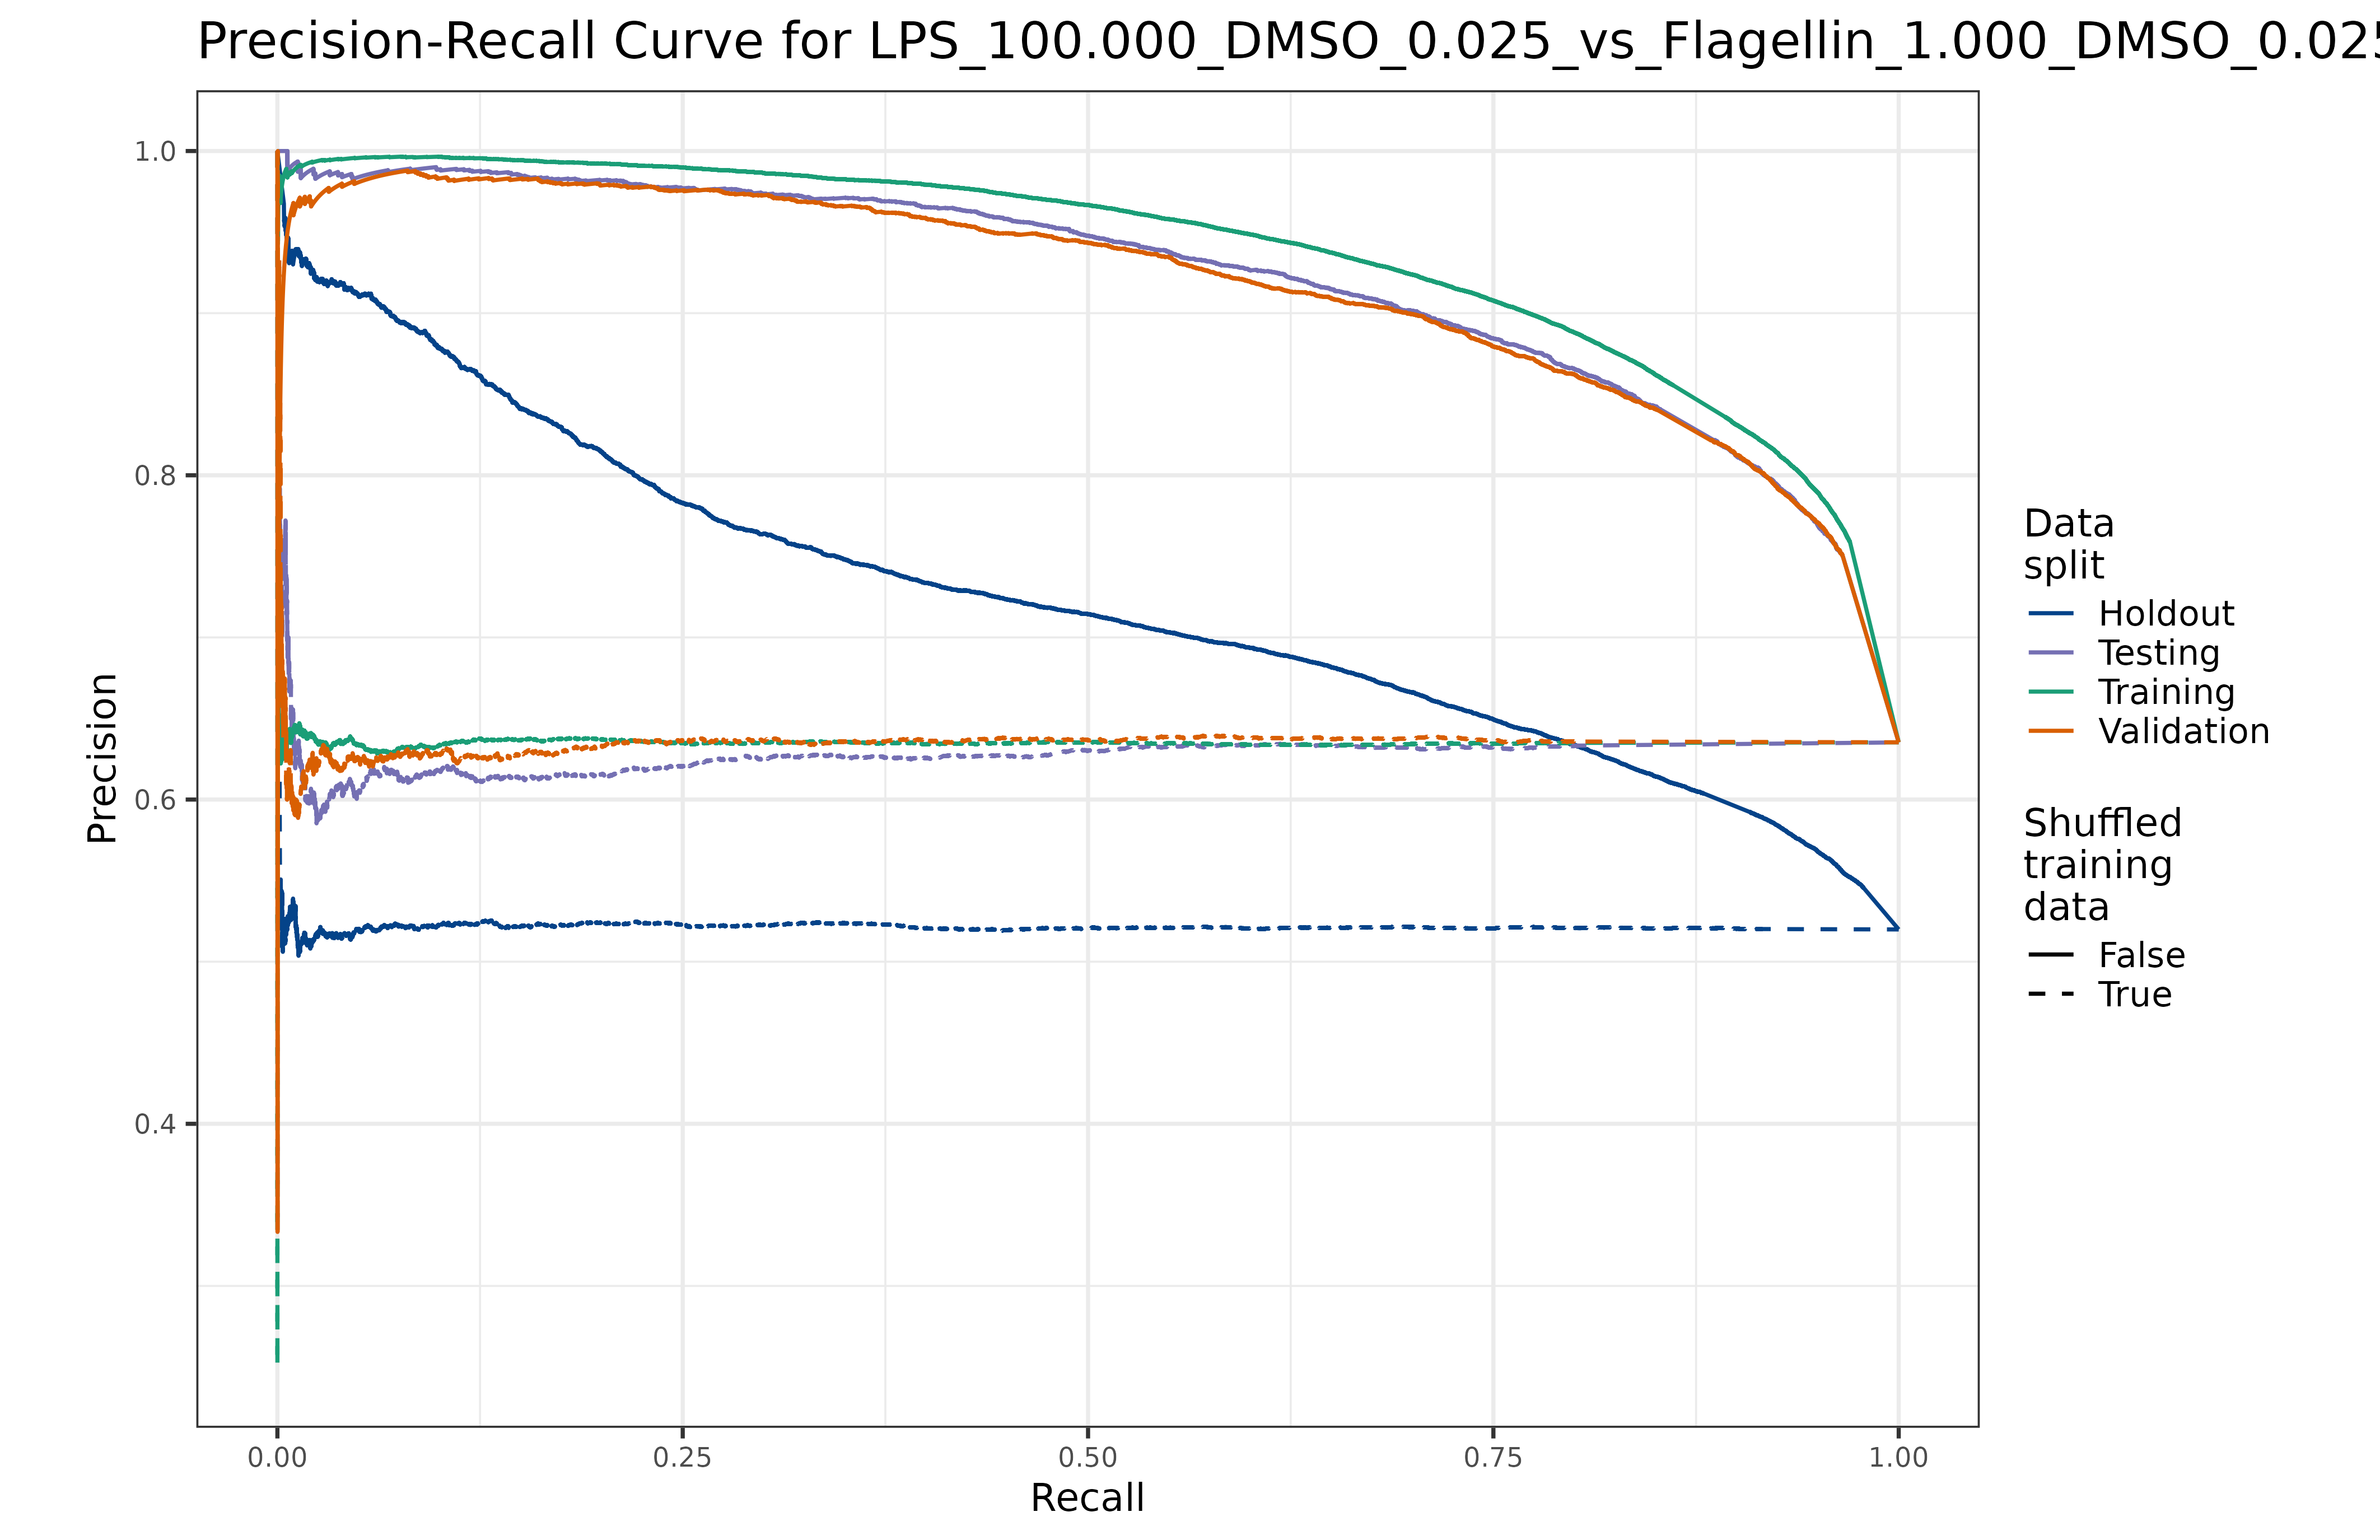 Precision-Recall Curve for LPS_100.000_DMSO_0.025_vs_Flagellin_1.000_DMSO_0.025
1.0
0.8
0.6
0.4
Precision
0.00 0.25 0.50 0.75 1.00
Recall
Data
split
Holdout
Testing
Training
Validation
Shuffled
training
data
False
True